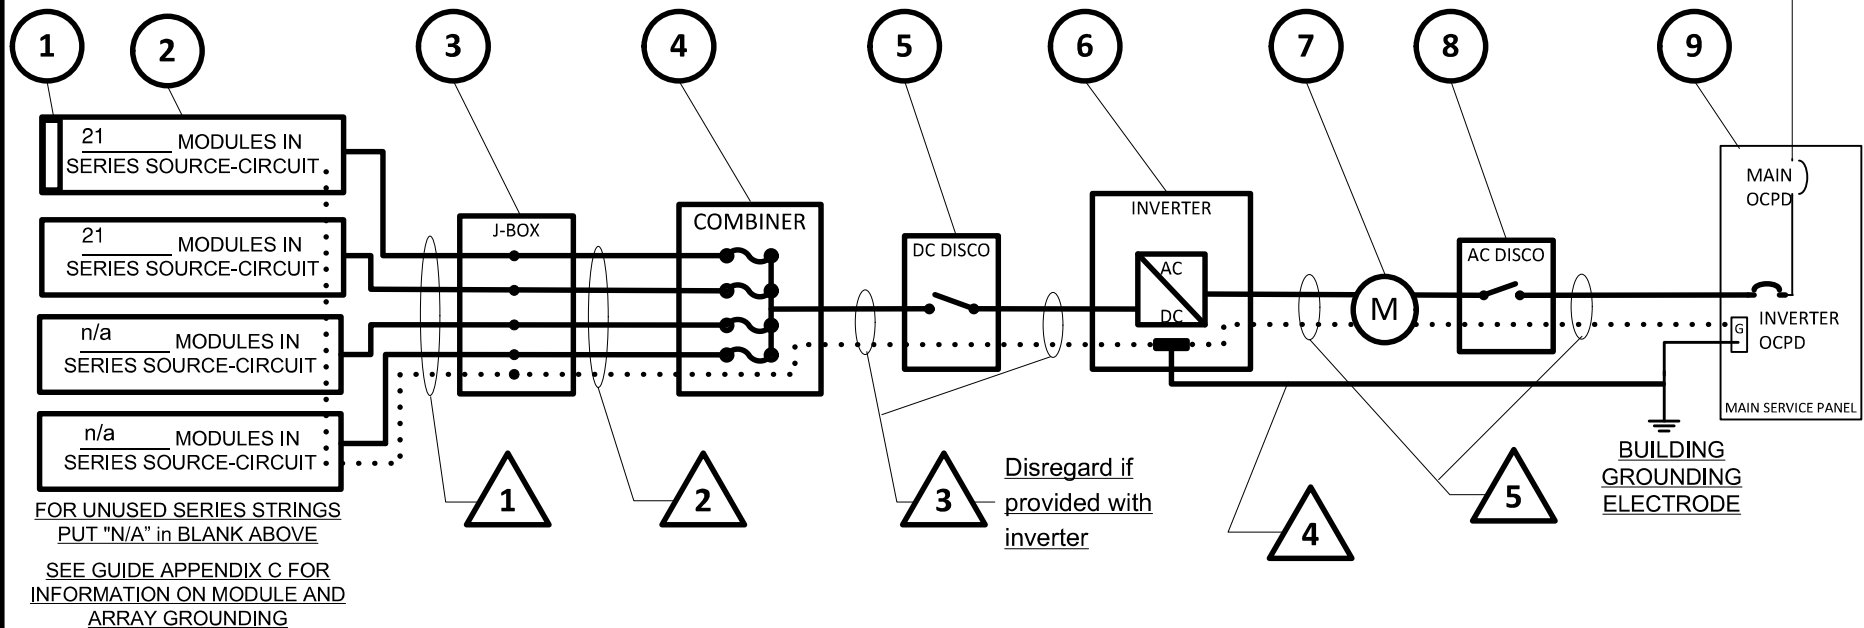 1
2
3
4
5
6
7
8
9
21 MODULES IN
SERIES SOURCE-CIRCUIT
21 MODULES IN
SERIES SOURCE-CIRCUIT
n/a MODULES IN
SERIES SOURCE-CIRCUIT
n/a MODULES IN
SERIES SOURCE-CIRCUIT
FOR UNUSED SERIES STRINGS
PUT "N/A" in BLANK ABOVE
SEE GUIDE APPENDIX C FOR
INFORMATION ON MODULE AND
ARRAY GROUNDING
J-BOX
COMBINER
DC DISCO
INVERTER
AC
DC
M
AC DISCO
MAIN
OCPD
INVERTER
OCPD
G
MAIN SERVICE PANEL
BUILDING
GROUNDING
ELECTRODE
1
2
3
Disregard if
provided with
inverter
4
5